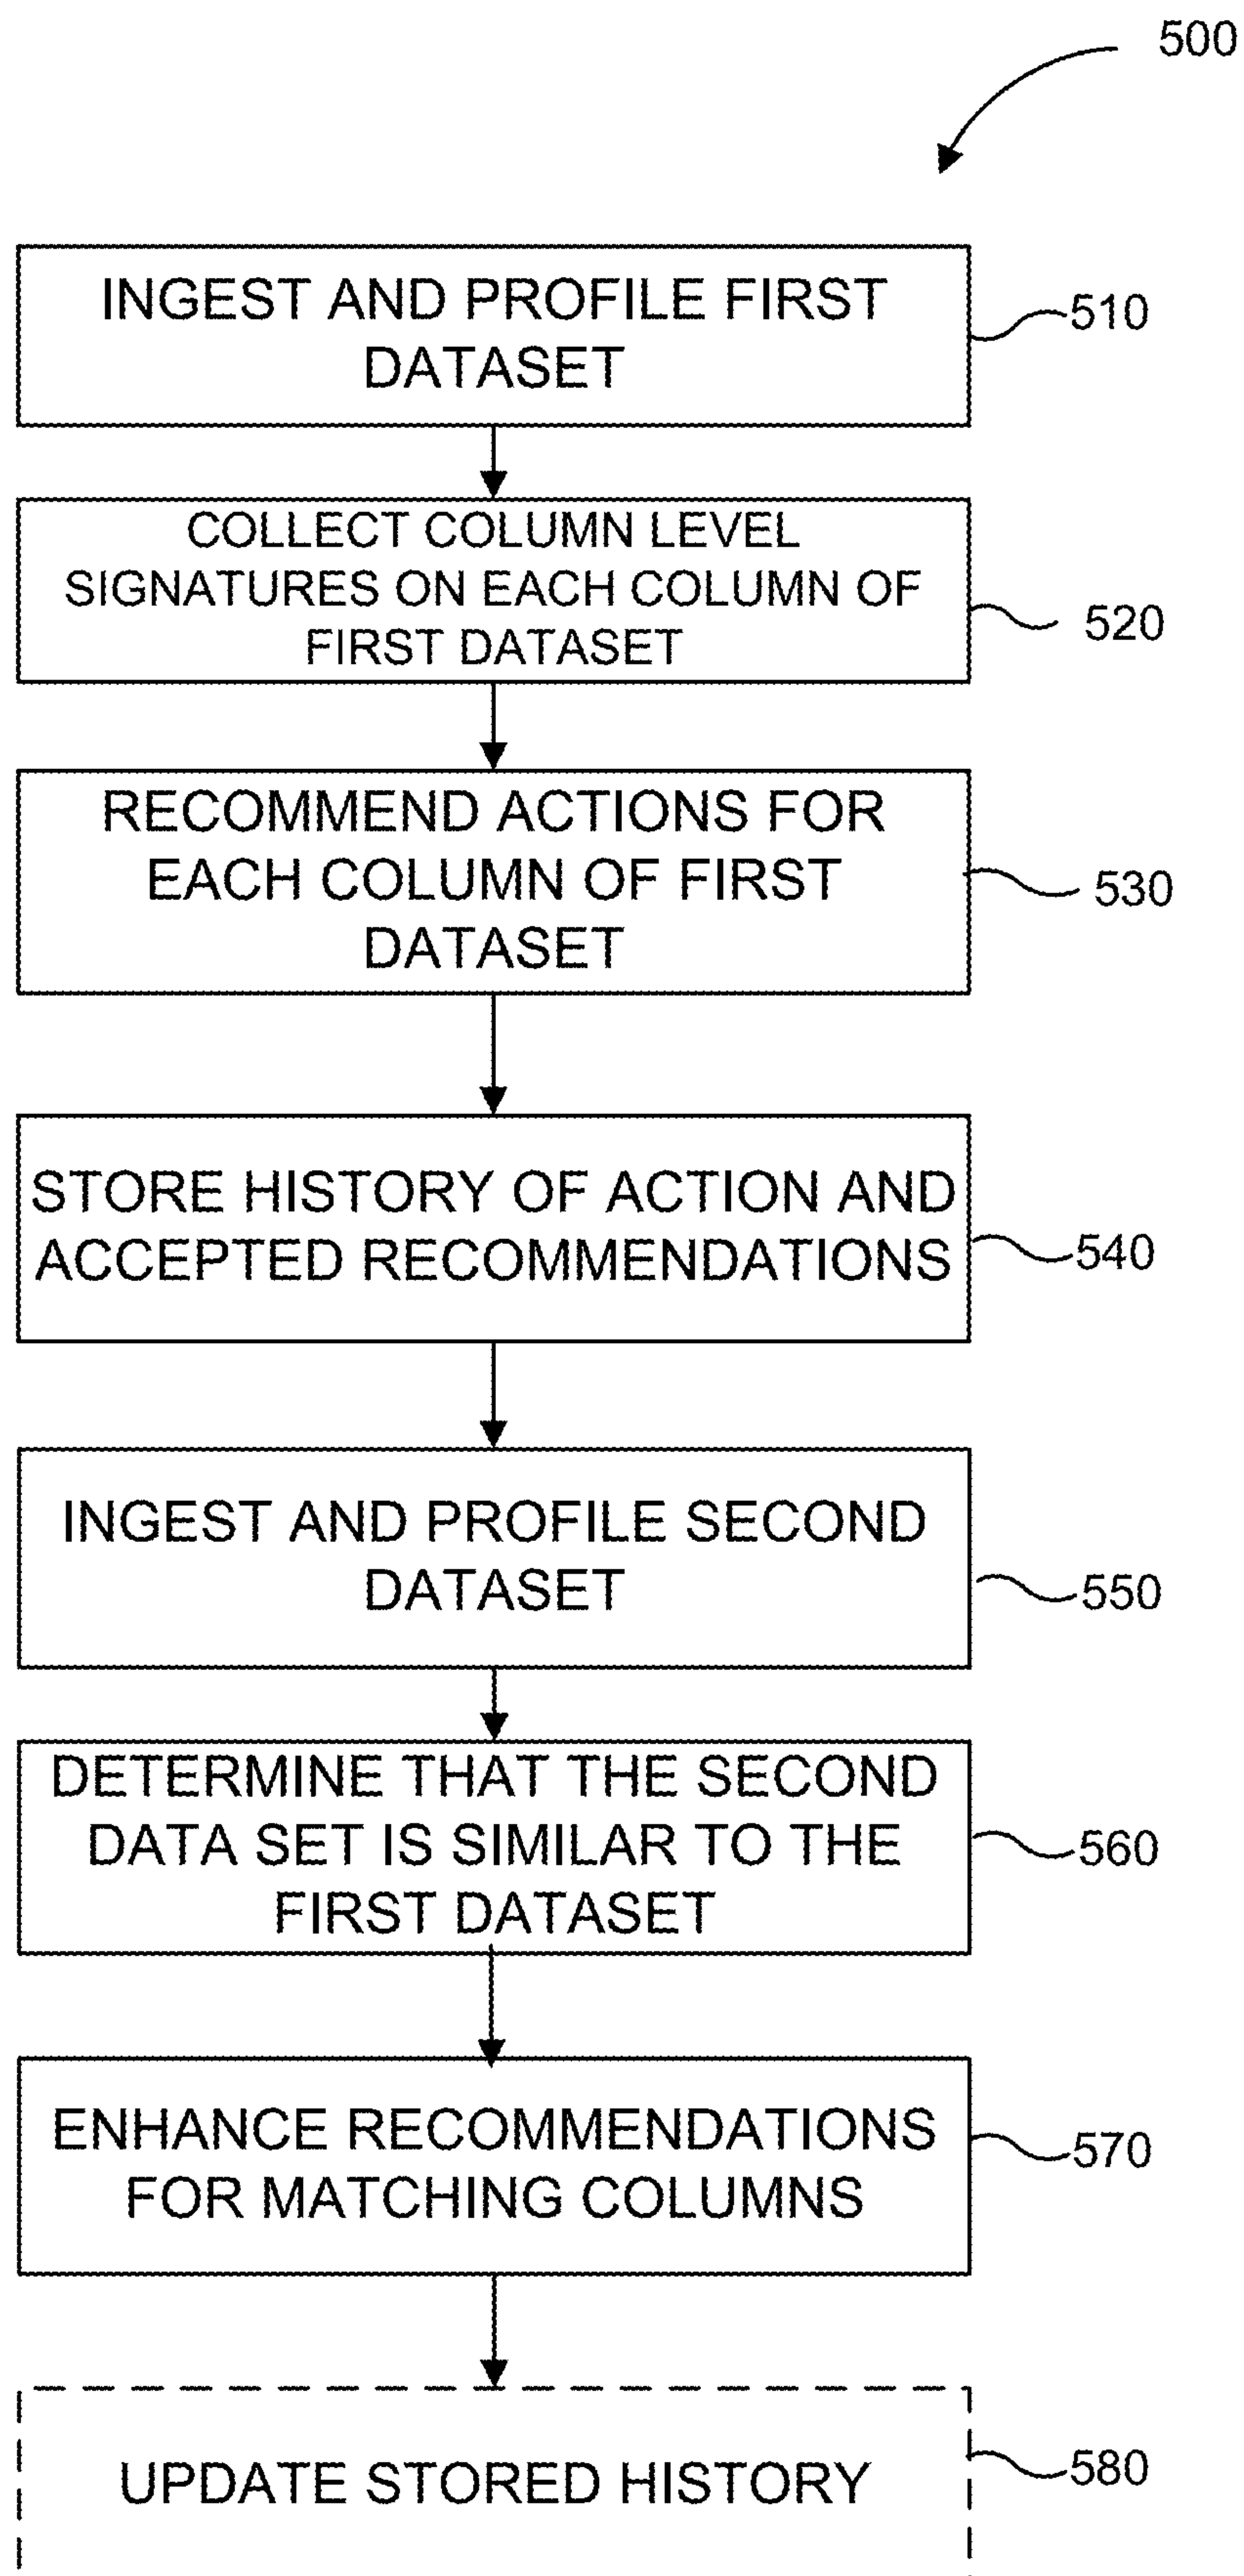 500
INGEST AND PROFILE FIRST
DATASET
510
COLLECT COLUMN LEVEL
SIGNATURES ON EACH COLUMN OF
FIRST DATASET
520
RECOMMEND ACTIONS FOR
EACH COLUMN OF FIRST
DATASET
530
STORE HISTORY OF ACTION AND
ACCEPTED RECOMMENDATIONS
540
INGEST AND PROFILE SECOND
DATASET
550
DETERMINE THAT THE SECOND
DATA SET IS SIMILAR TO THE
FIRST DATASET
560
ENHANCE RECOMMENDATIONS
FOR MATCHING COLUMNS
570
UPDATE STORED HISTORY
580